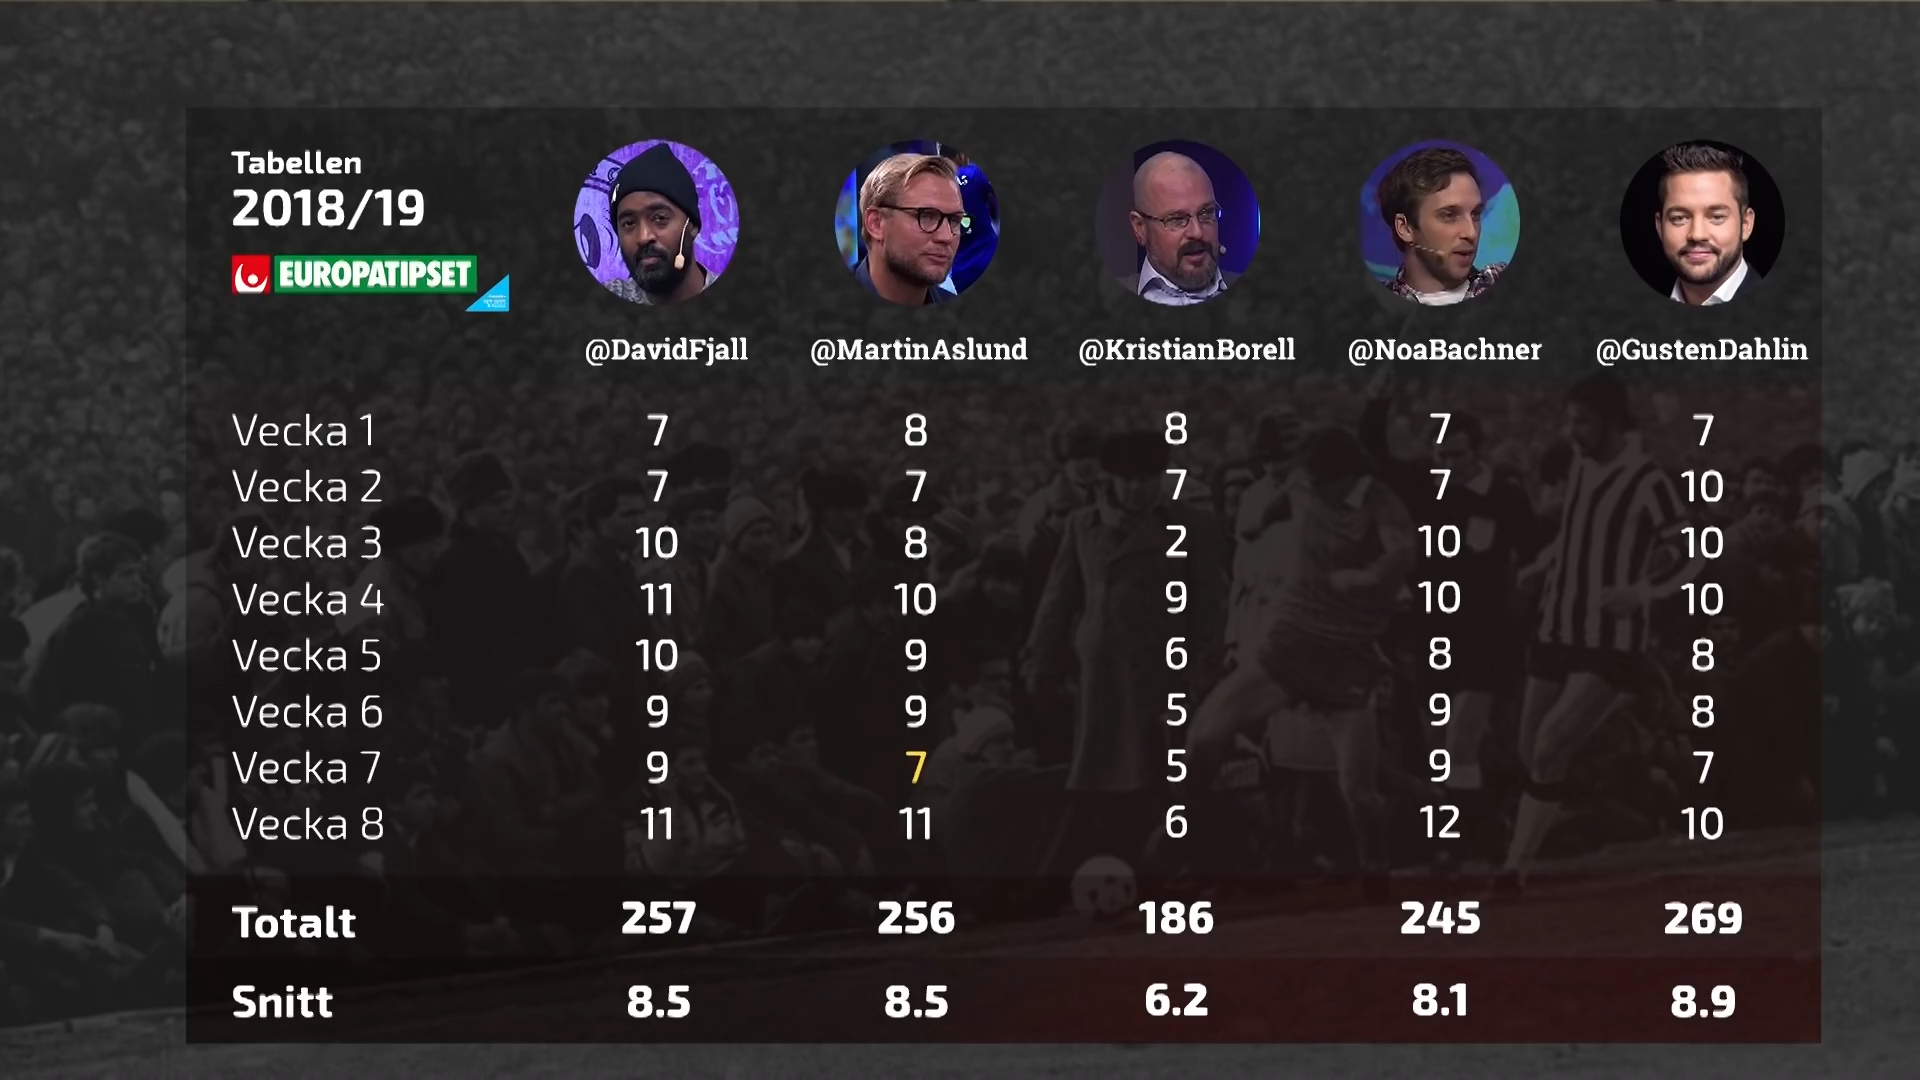 Tabellen
2018/19
EUROPATIPSET
@DavidFjall @MartinAslund @KristianBorell @NoaBachner @GustenDahlin
Vecka 1 7 8 8 7 7
Vecka 2 7 7 7 7 10
Vecka 3 10 8 2 10 10
Vecka 4 11 10 9 10 10
Vecka 5 10 9 6 8 8
Vecka 6 9 9 5 9 8
Vecka 7 9 7 5 9 7
Vecka 8 11 11 6 12 10
Totalt 257 256 186 245 269
Snitt 8.5 8.5 6.2 8.1 8.9